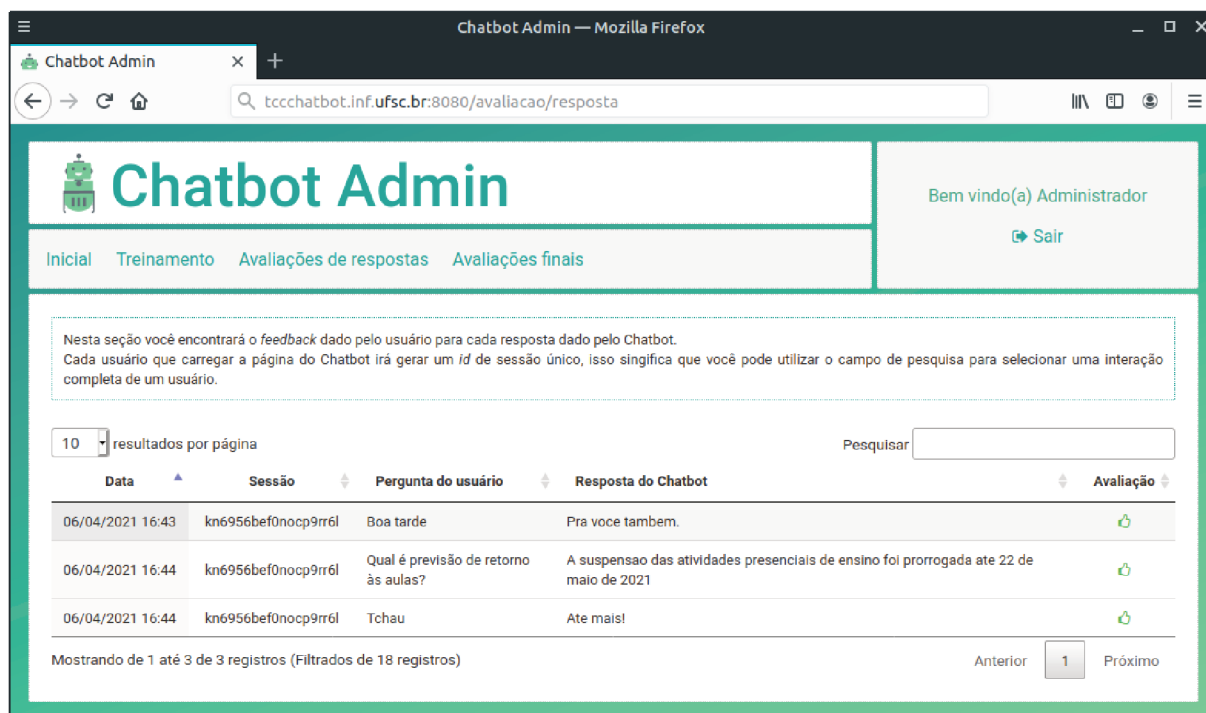 Chatbot Admin — Mozilla Firefox
Chatbot Admin
tccchatbot.inf.ufsc.br:8080/avaliacao/resposta
Chatbot Admin
Bem vindo(a) Administrador
Sair
Inicial Treinamento Avaliações de respostas Avaliações finais
Nesta seção você encontrará o feedback dado pelo usuário para cada resposta dado pelo Chatbot.
Cada usuário que carregar a página do Chatbot irá gerar um id de sessão único, isso singifica que você pode utilizar o campo de pesquisa para selecionar uma interação
completa de um usuário.
10 resultados por página Pesquisar
Data Sessão Pergunta do usuário Resposta do Chatbot Avaliação
06/04/2021 16:43 kn6956bef0nocp9rr6l Boa tarde Pra voce tambem.
06/04/2021 16:44 kn6956bef0nocp9rr6l Qual é previsão de retorno
às aulas? A suspensao das atividades presenciais de ensino foi prorrogada ate 22 de
maio de 2021
06/04/2021 16:44 kn6956bef0nocp9rr6l Tchau Ate mais!
Mostrando de 1 até 3 de 3 registros (Filtrados de 18 registros) Anterior 1 Próximo